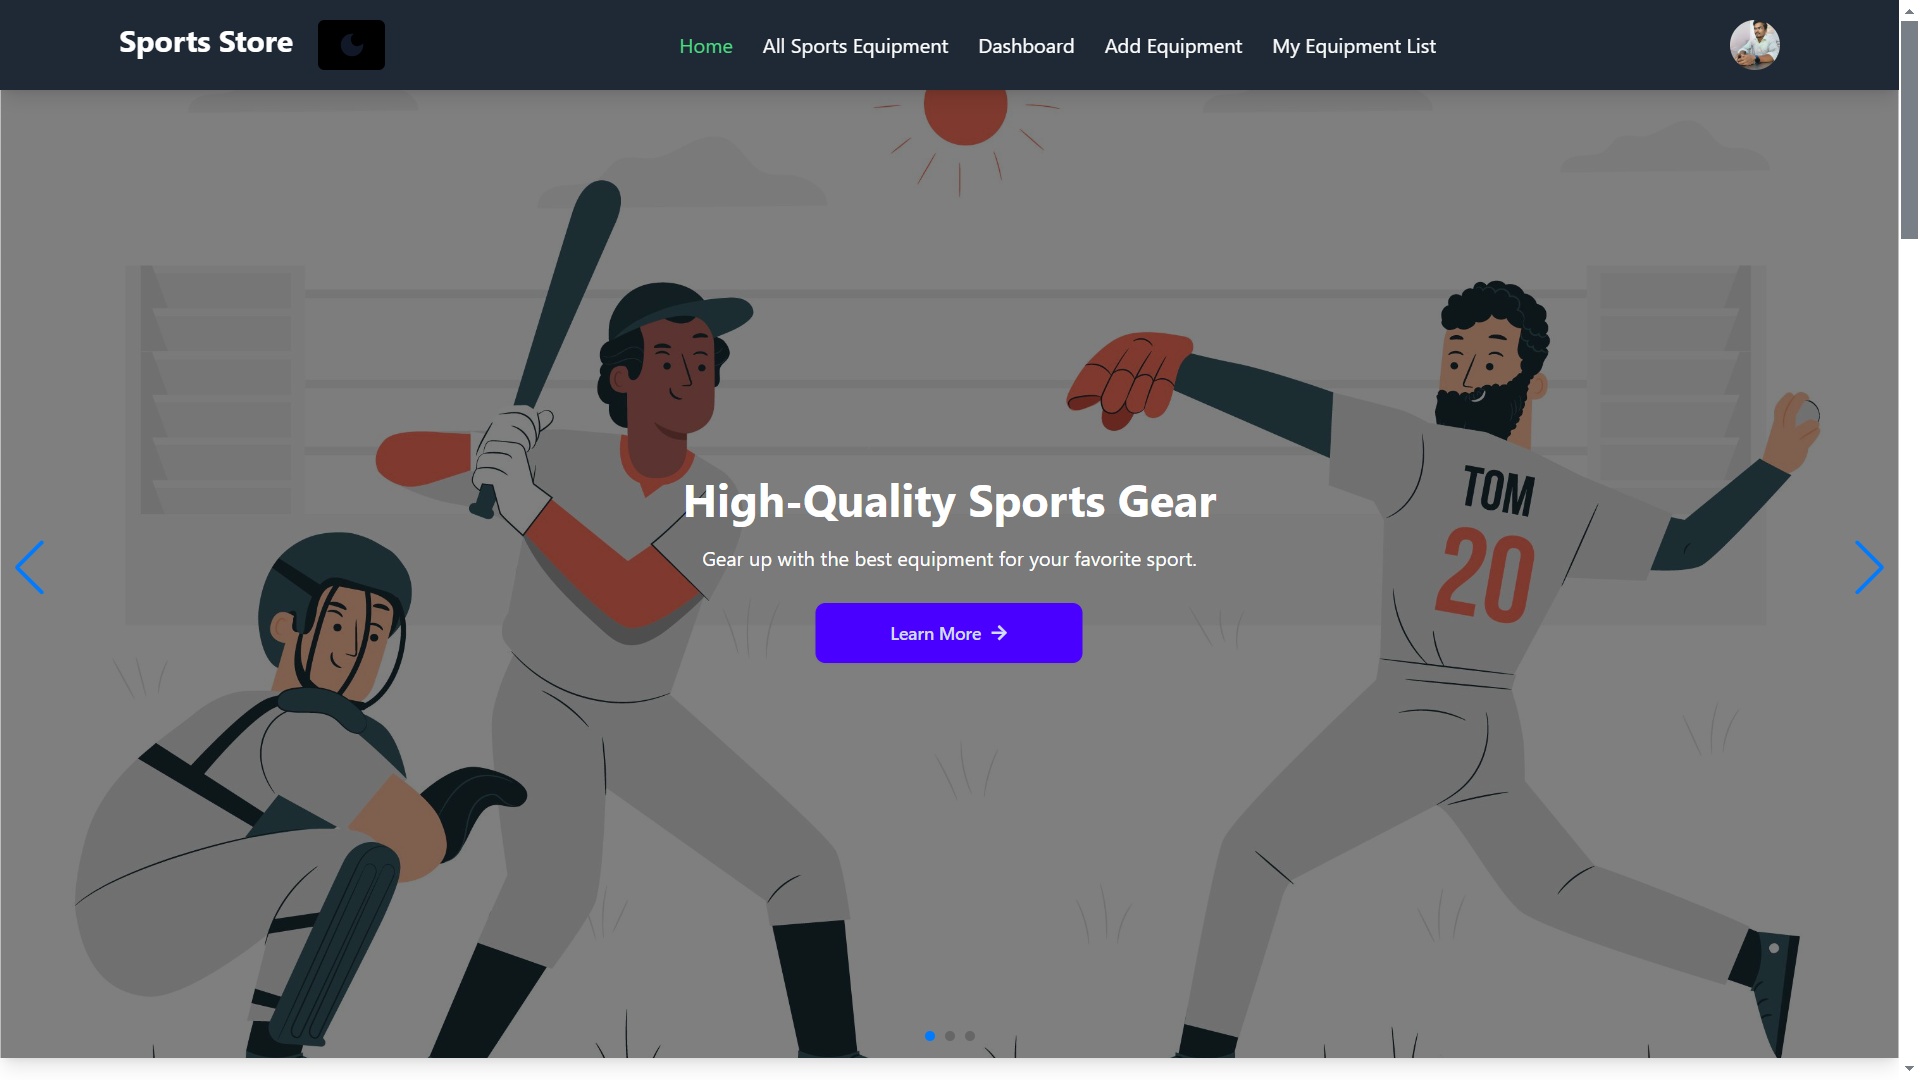 Sports Store
Home
All Sports Equipment
Dashboard
Add Equipment
My Equipment List
TOM
20
High-Quality Sports Gear
Gear up with the best equipment for your favorite sport.
Learn More →